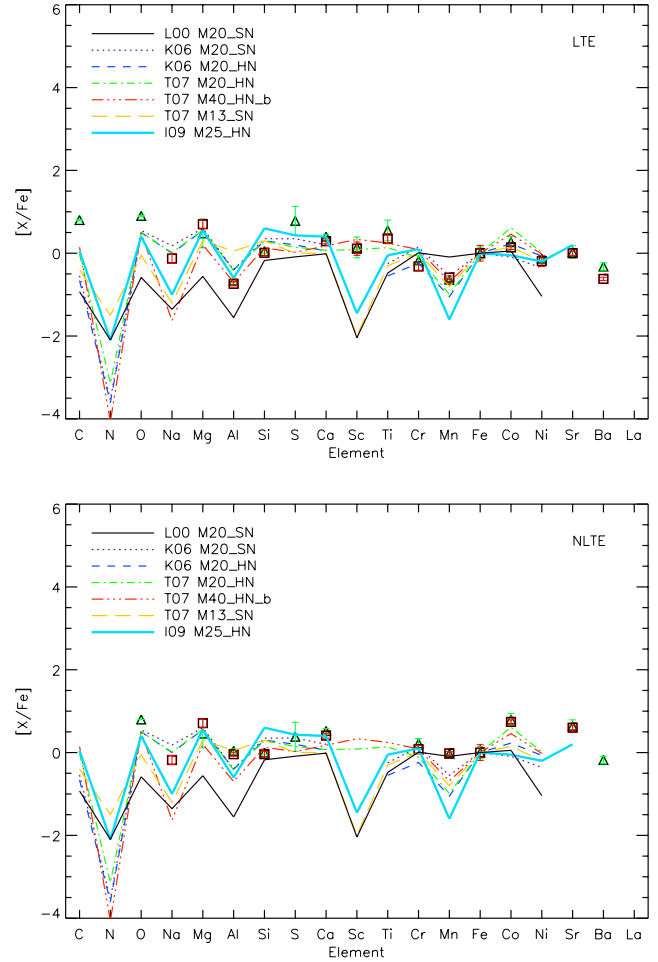 6
L00 M20_SN
LTE
K06 M20_SN
K06 M20_HN
4
T07 M20_HN
T07 M40_HN_b
T07 M13_SN
I09 M25_HN
2
[X/Fe]
0
−2
−4
C N O Na Mg Al Si S Ca Sc Ti Cr Mn Fe Co Ni Sr Ba La
Element
6
L00 M20_SN
NLTE
K06 M20_SN
K06 M20_HN
4
T07 M20_HN
T07 M40_HN_b
T07 M13_SN
I09 M25_HN
2
[X/Fe]
0
−2
−4
C N O Na Mg Al Si S Ca Sc Ti Cr Mn Fe Co Ni Sr Ba La
Element